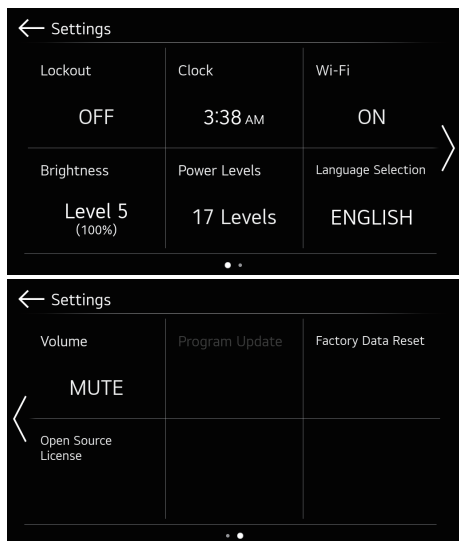 Settings
Lockout
Clock
Wi-Fi
OFF
3:38 AM
ON
Brightness
Power Levels
Language Selection
Level 5
(100%)
17 Levels
ENGLISH
Settings
Volume
Program Update
Factory Data Reset
MUTE
Open Source
License